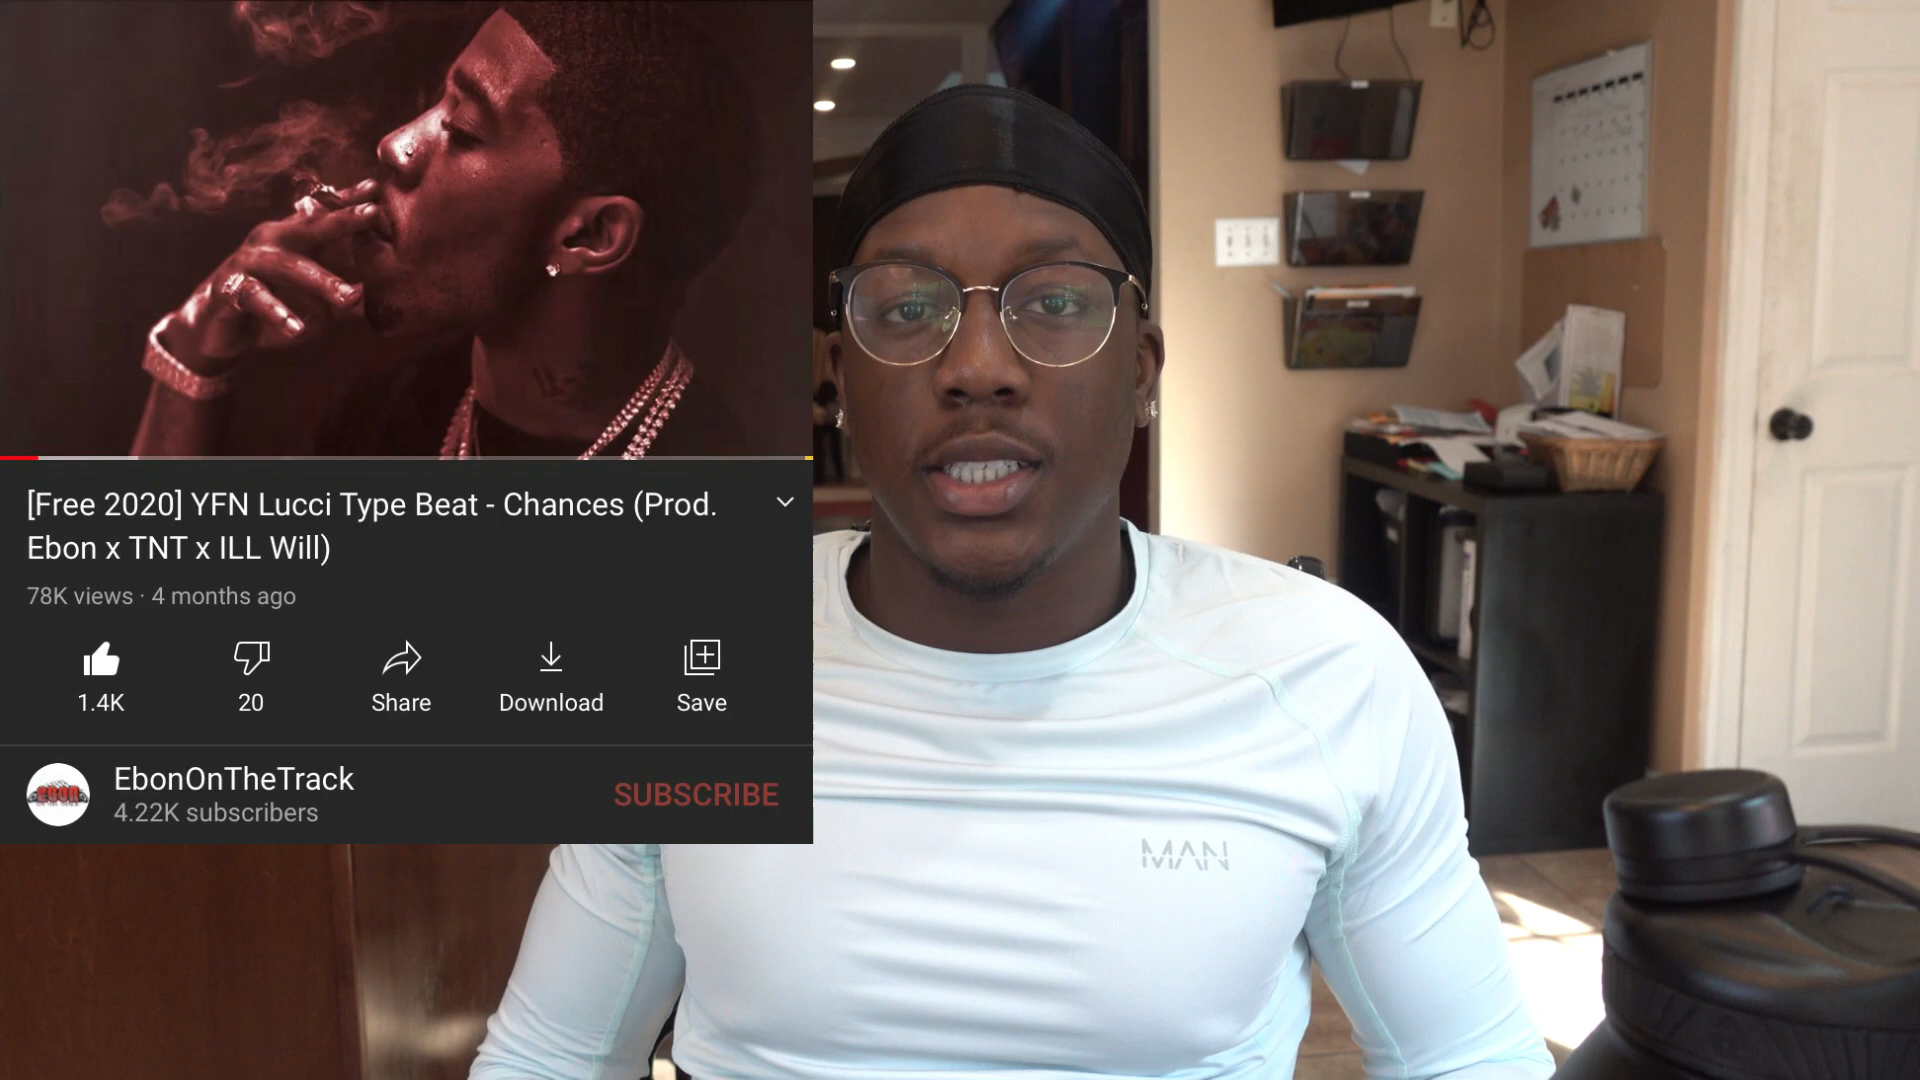 [Free 2020] YFN Lucci Type Beat - Chances (Prod.
Ebon x TNT x ILL Will)
78K views · 4 months ago
1.4K
20
Share
Download
Save
EBON
EbonOnTheTrack
4.22K subscribers
SUBSCRIBE
MAN